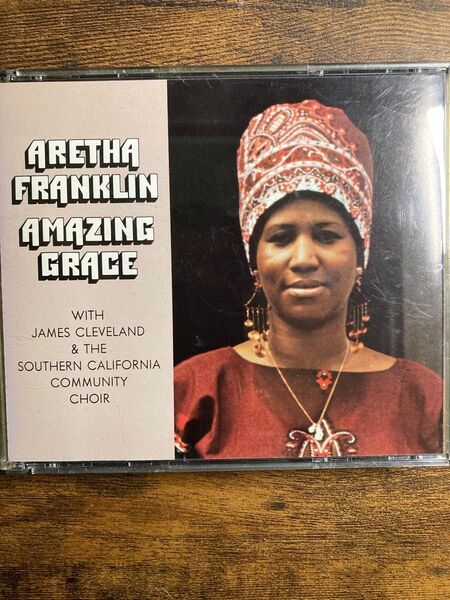 ARETHA
FRANKLIN
AMAZING
GRACE
WITH
JAMES CLEVELAND
& THE
SOUTHERN CALIFORNIA
COMMUNITY
CHOIR